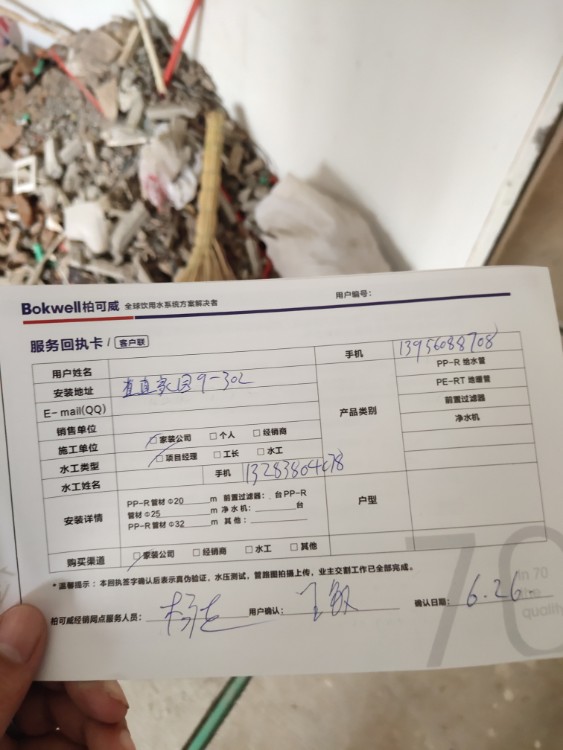 Bokwell柏可威 全球饮用水系统方案解决者 用户编号:
服务回执卡 / 客户联
用户姓名 手机 13956088708
安装地址 直直家园9-302 产品类别 PP-R 给水管
E-mail(QQ) PE-RT 地暖管
销售单位 前置过滤器
施工单位 □家装公司 □个人 □经销商 净水机
水工类型 □项目经理 □工长 □水工
水工姓名 手机
安装详情 PP-R管材 Φ20 m 前置过滤器: 台 PP-R
管材 Φ25 m 净水机: 台
PP-R管材 Φ32 m 其他: 户型
购买渠道 □家装公司 □经销商 □水工 □其他
*温馨提示:本回执签字确认后表示真伪验证,水压测试,管路图拍摄上传,业主交割工作已全部完成。
柏可威经销网点服务人员: 用户确认: 王敏 确认日期: 6.26
70
in 70
quality